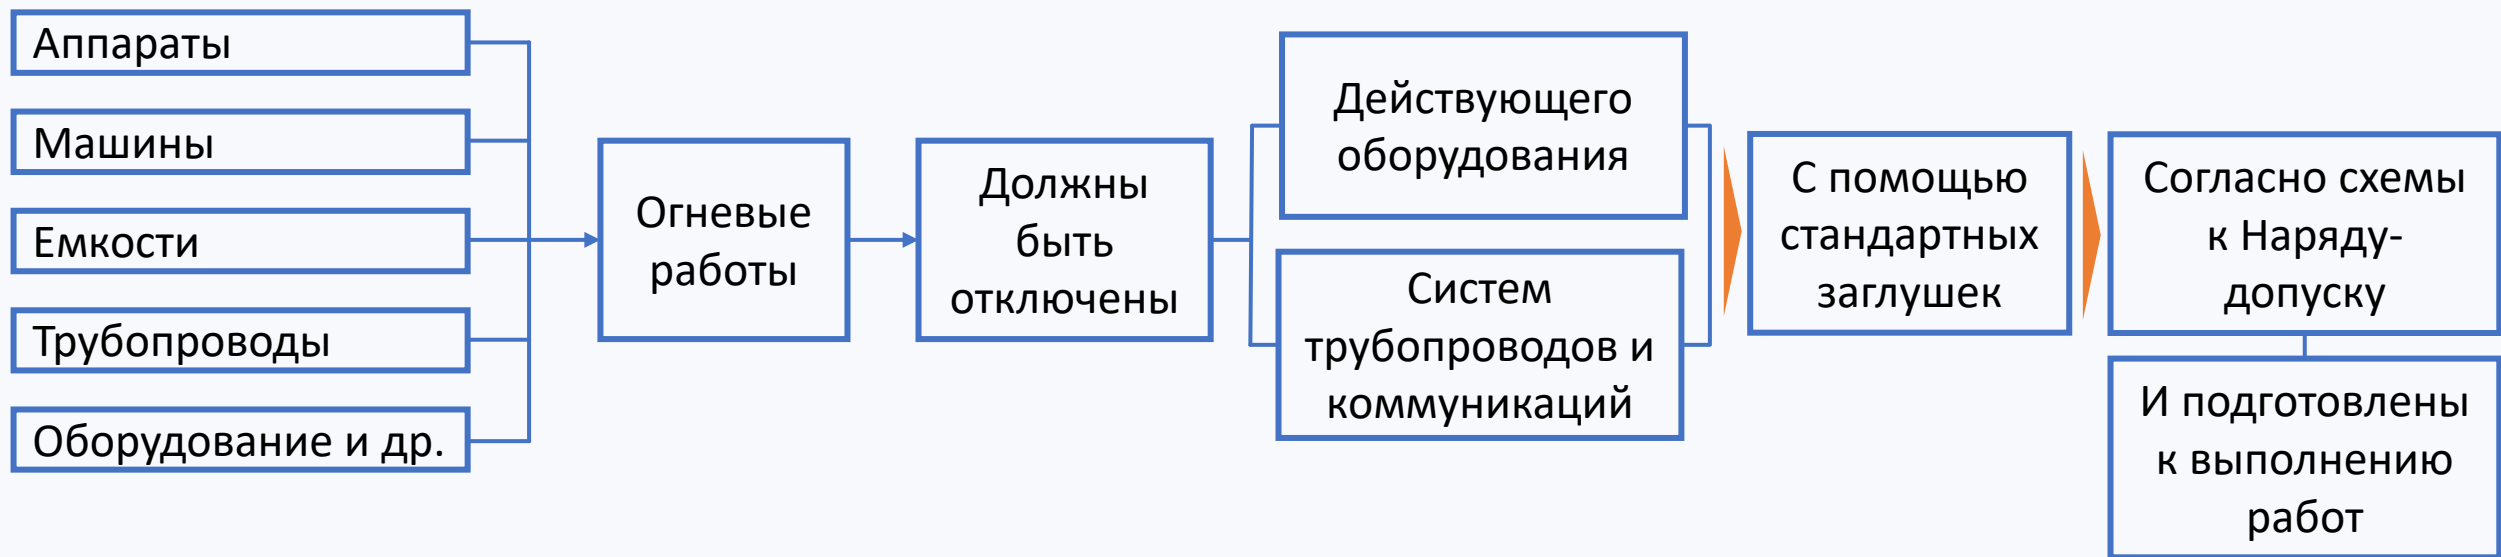 Аппараты
Машины
Емкости
Трубопроводы
Оборудование и др.
Огневые
работы
Должны
быть
отключены
Действующего
оборудования
Систем
трубопроводов и
коммуникаций
С помощью
стандартных
заглушек
Согласно схемы
к Наряду-
допуску
И подготовлены
к выполнению
работ